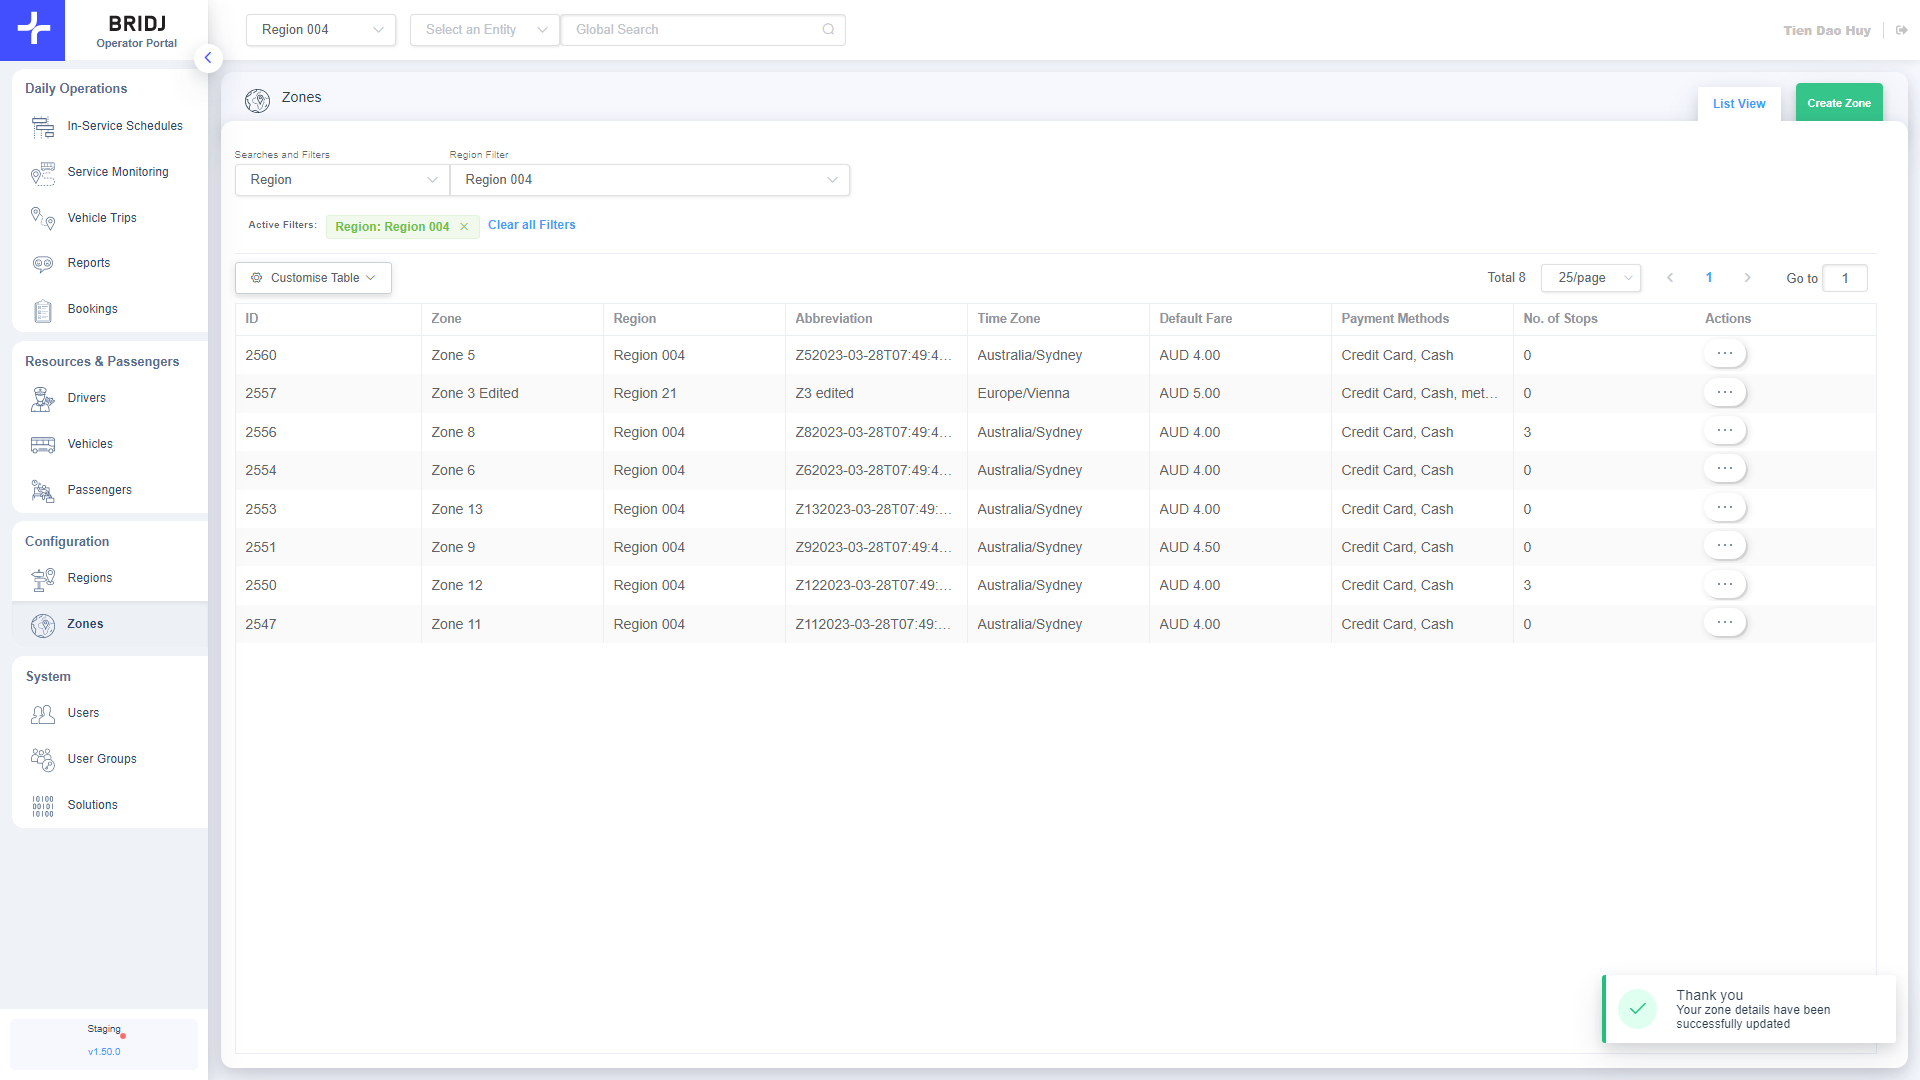 BRIDJ
Operator Portal
Region 004
Select an Entity
Global Search
Tien Dao Huy
Daily Operations
In-Service Schedules
Service Monitoring
Vehicle Trips
Reports
Bookings
Resources & Passengers
Drivers
Vehicles
Passengers
Configuration
Regions
Zones
System
Users
User Groups
Solutions
Staging
v1.50.0
Zones
List View
Create Zone
Searches and Filters
Region Filter
Region
Region 004
Active Filters:
Region: Region 004
Clear all Filters
Customise Table
Total 8
25/page
1
Go to
1
ID Zone Region Abbreviation Time Zone Default Fare Payment Methods No. of Stops Actions
2560 Zone 5 Region 004 Z52023-03-28T07:49:4... Australia/Sydney AUD 4.00 Credit Card, Cash 0 ...
2557 Zone 3 Edited Region 21 Z3 edited Europe/Vienna AUD 5.00 Credit Card, Cash, met... 0 ...
2556 Zone 8 Region 004 Z82023-03-28T07:49:4... Australia/Sydney AUD 4.00 Credit Card, Cash 3 ...
2554 Zone 6 Region 004 Z62023-03-28T07:49:4... Australia/Sydney AUD 4.00 Credit Card, Cash 0 ...
2553 Zone 13 Region 004 Z132023-03-28T07:49:... Australia/Sydney AUD 4.00 Credit Card, Cash 0 ...
2551 Zone 9 Region 004 Z92023-03-28T07:49:4... Australia/Sydney AUD 4.50 Credit Card, Cash 0 ...
2550 Zone 12 Region 004 Z122023-03-28T07:49:... Australia/Sydney AUD 4.00 Credit Card, Cash 3 ...
2547 Zone 11 Region 004 Z112023-03-28T07:49:... Australia/Sydney AUD 4.00 Credit Card, Cash 0 ...
Thank you
Your zone details have been
successfully updated